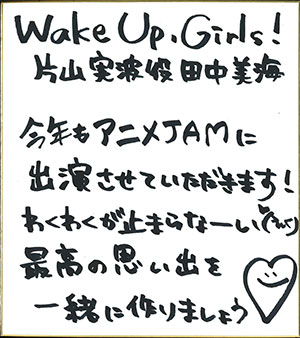 Wake Up, Girls!
片山実波役 田中美海
今年もアニメJAMに
出演させていただきます！
わくわくが止まらなーい
最高の思い出を
一緒に作りましょう